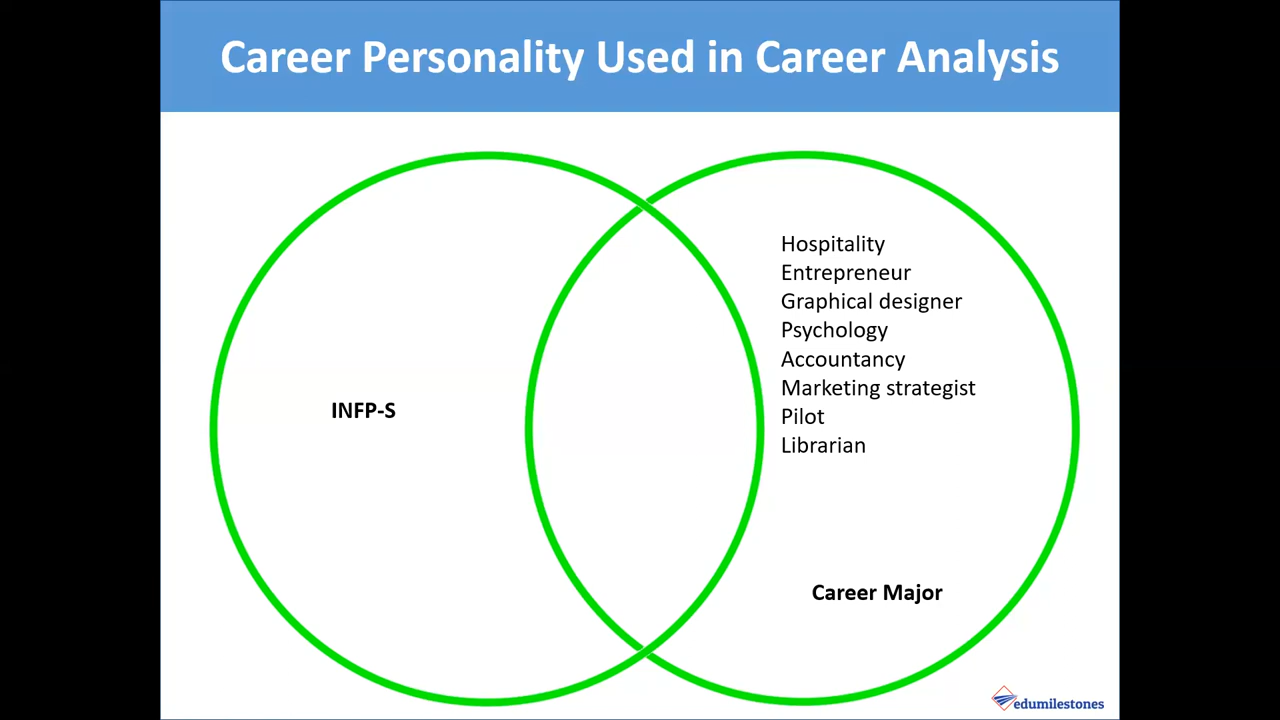 Career Personality Used in Career Analysis
Hospitality
Entrepreneur
Graphical designer
Psychology
Accountancy
Marketing strategist
Pilot
Librarian
INFP-S
Career Major
edumilestones